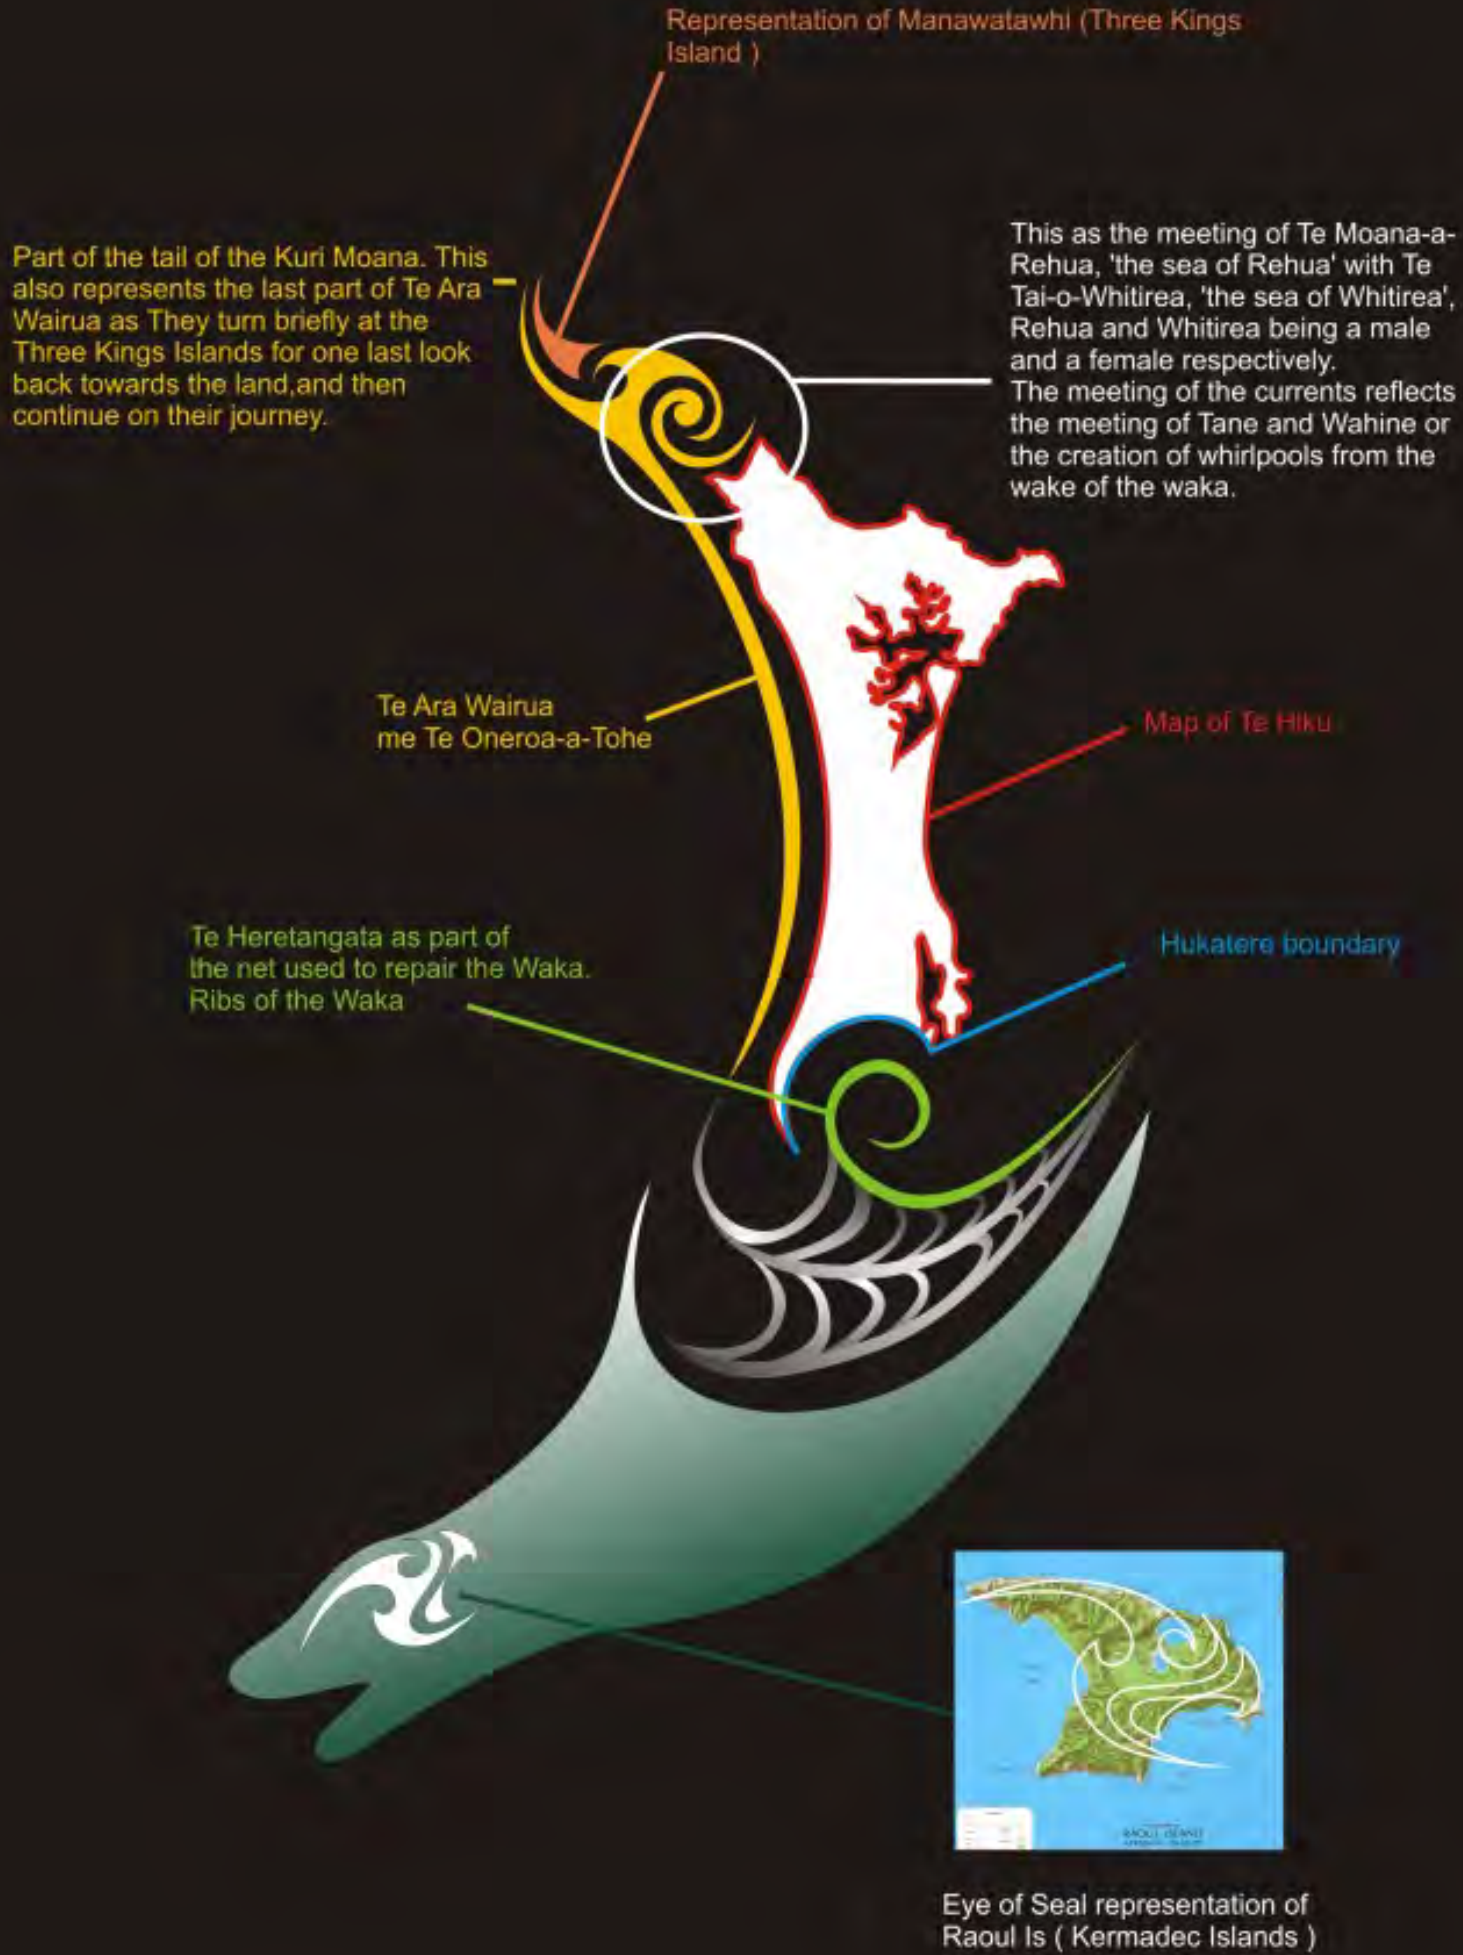 Representation of Manawatawhi (Three Kings
Island )
Part of the tail of the Kuri Moana. This
also represents the last part of Te Ara
Wairua as They turn briefly at the
Three Kings Islands for one last look
back towards the land,and then
continue on their journey.
This as the meeting of Te Moana-a-
Rehua, 'the sea of Rehua' with Te
Tai-o-Whitirea, 'the sea of Whitirea',
Rehua and Whitirea being a male
and a female respectively.
The meeting of the currents reflects
the meeting of Tane and Wahine or
the creation of whirlpools from the
wake of the waka.
Te Ara Wairua
me Te Oneroa-a-Tohe
Map of Te Hiku
Te Heretangata as part of
the net used to repair the Waka.
Ribs of the Waka
Hukatere boundary
RAOUL ISLAND
Eye of Seal representation of
Raoul Is ( Kermadec Islands )